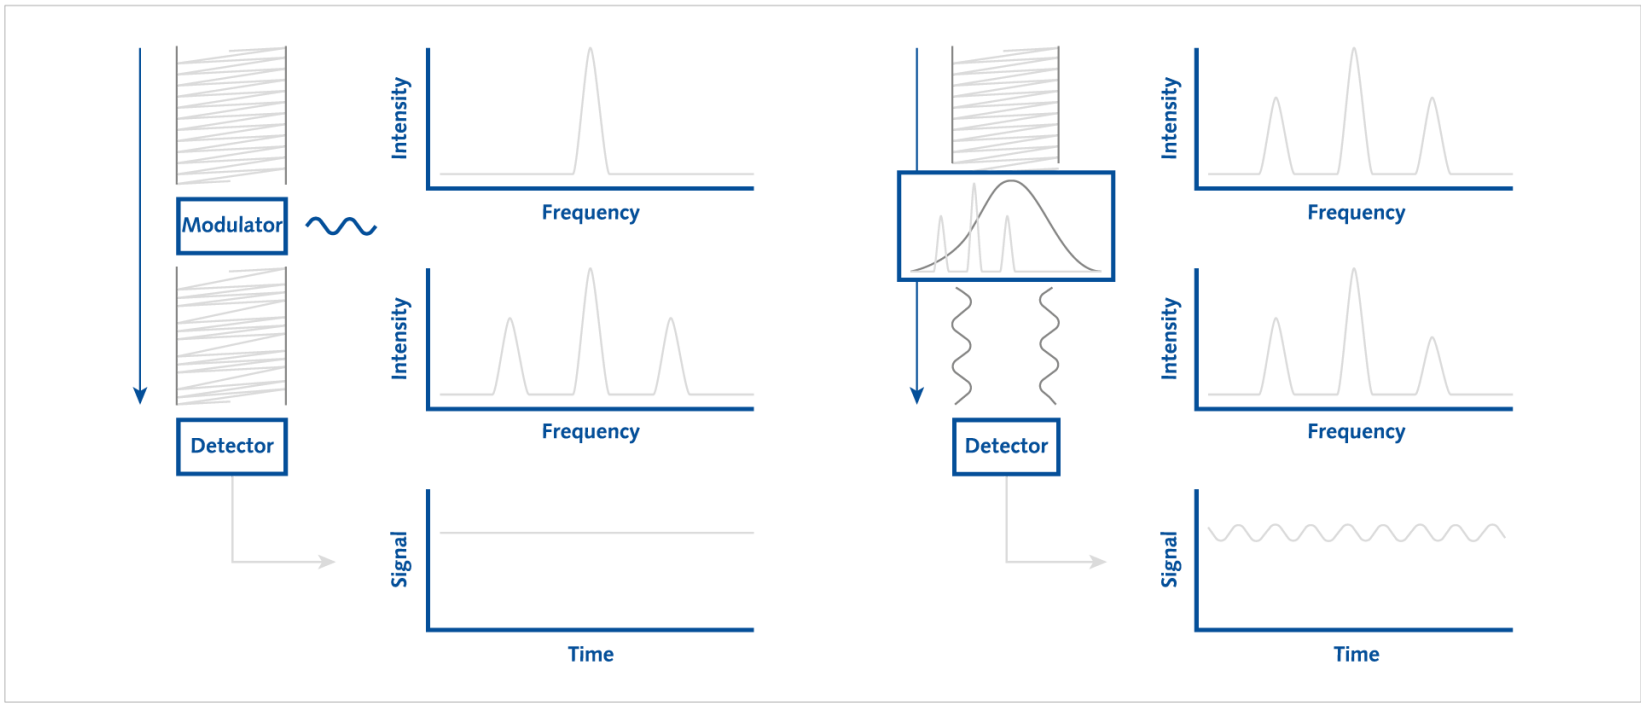 Intensity
Frequency
Modulator
Intensity
Frequency
Detector
Signal
Time
Intensity
Frequency
Intensity
Frequency
Detector
Signal
Time